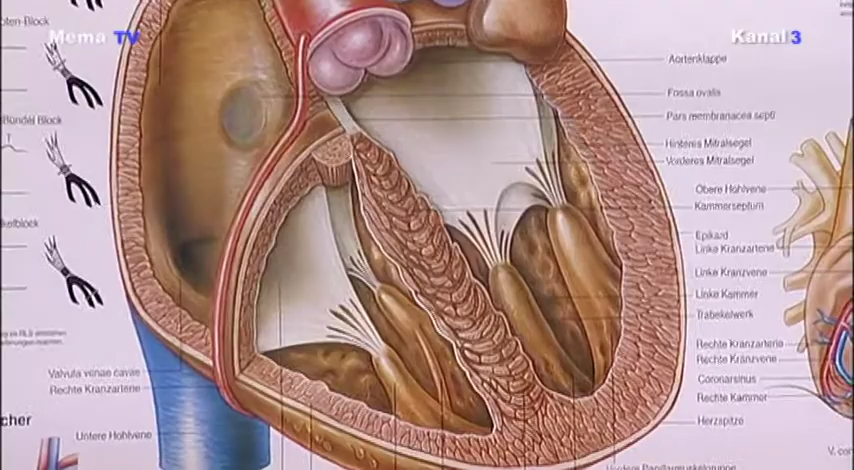 Mema TV
Kanal 3
Bündel Block
Aortenklappe
Fossa ovalis
Pars membranacea septi
Hinteres Mitralsegel
Vorderes Mitralsegel
Obere Hohlvene
Kammerseptum
Epikard
Linke Kranzarterie
Linke Kranzvene
Linke Kammer
Trabekelwerk
Rechte Kranzarterie
Rechte Kranzvene
Coronarsinus
Rechte Kammer
Herzspitze
Valvula venae cavae
Rechte Kranzarterie
Untere Hohlvene